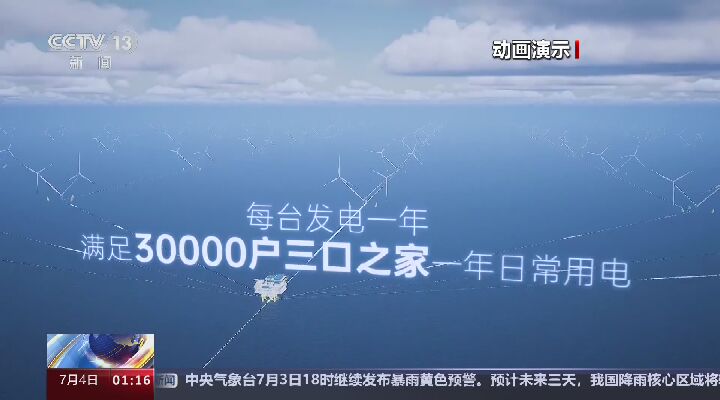 CCTV 13
新闻
动画演示
每台发电一年
满足30000户三口之家一年日常用电
7月4日 01:16 新闻 中央气象台7月3日18时继续发布暴雨黄色预警。预计未来三天，我国降雨核心区域将